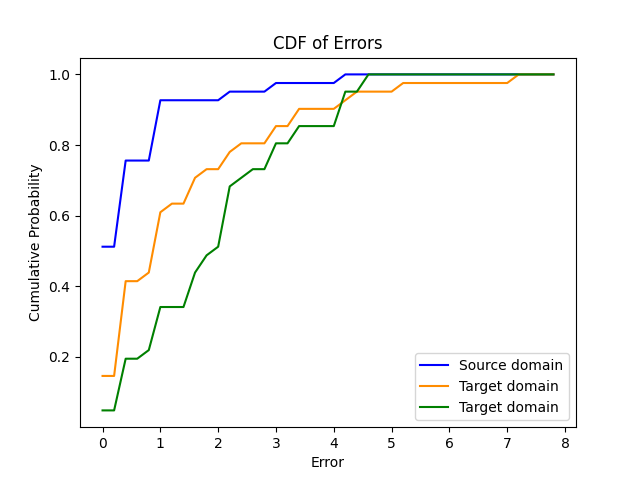 CDF of Errors
Cumulative Probability
1.0
0.8
0.6
0.4
0.2
Source domain
Target domain
Target domain
0 1 2 3 4 5 6 7 8
Error